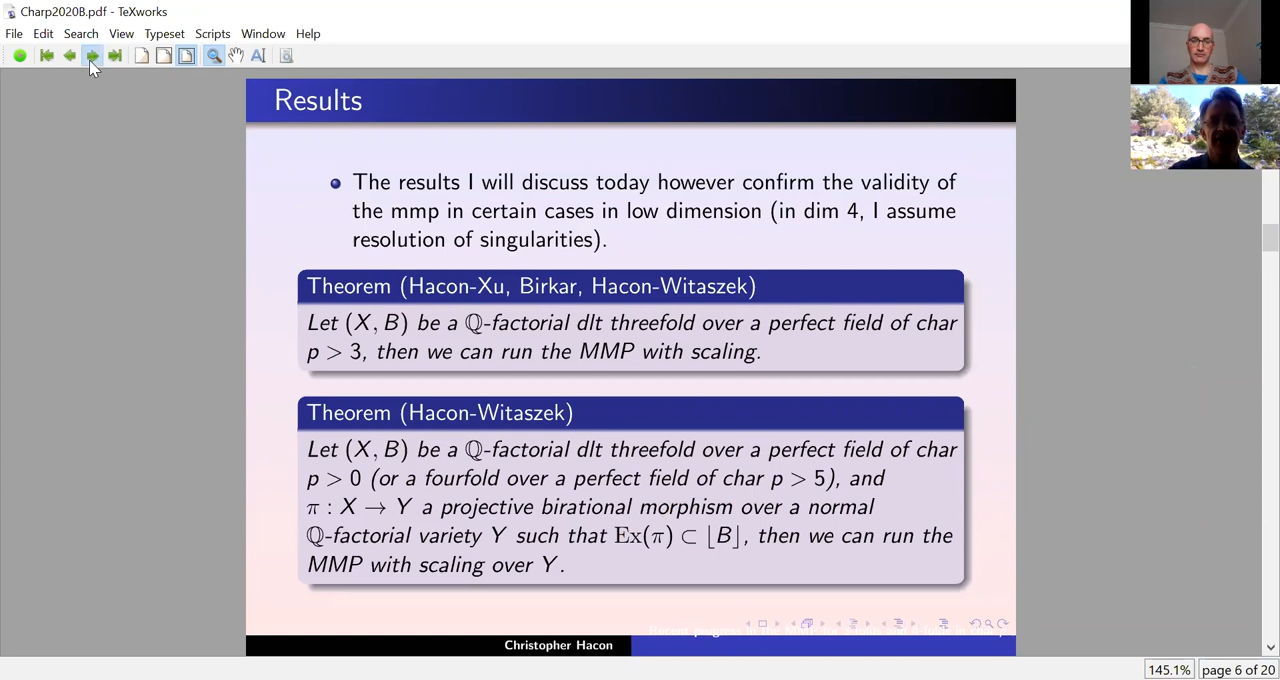 Charp2020B.pdf - TeXworks
File Edit Search View Typeset Scripts Window Help
Results
The results I will discuss today however confirm the validity of
the mmp in certain cases in low dimension (in dim 4, I assume
resolution of singularities).
Theorem (Hacon-Xu, Birkar, Hacon-Witaszek)
Let (X, B) be a ℚ-factorial dlt threefold over a perfect field of char
p > 3, then we can run the MMP with scaling.
Theorem (Hacon-Witaszek)
Let (X, B) be a ℚ-factorial dlt threefold over a perfect field of char
p > 0 (or a fourfold over a perfect field of char p > 5), and
π : X → Y a projective birational morphism over a normal
ℚ-factorial variety Y such that Ex(π) ⊂ ⌊B⌋, then we can run the
MMP with scaling over Y.
Christopher Hacon
145.1% page 6 of 20